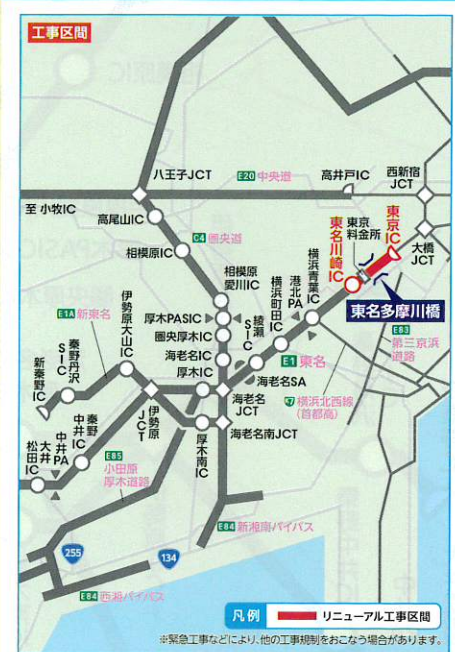 工事区間
八王子JCT
E20 中央道
高井戸IC
西新宿
JCT
至 小牧IC
高尾山IC
C4 圏央道
相模原IC
相模原
愛川IC
東京
料金所
東京IC
東名川崎IC
大橋
JCT
東名多摩川橋
横浜青葉IC
港北PA
横浜町田IC
綾瀬SIC
E83
第三京浜
道路
E1A 新東名
伊勢原大山IC
厚木PASIC
圏央厚木IC
海老名IC
厚木IC
E1 東名
海老名SA
K7 横浜北西線
(首都高)
秦野丹沢SIC
新秦野IC
海老名
JCT
伊勢原JCT
海老名南JCT
厚木南IC
秦野中井IC
中井PA
大井松田IC
E85
小田原
厚木道路
E84 新湘南バイパス
255
134
E84 西湘バイパス
凡例
リニューアル工事区間
※緊急工事などにより、他の工事規制をおこなう場合があります。